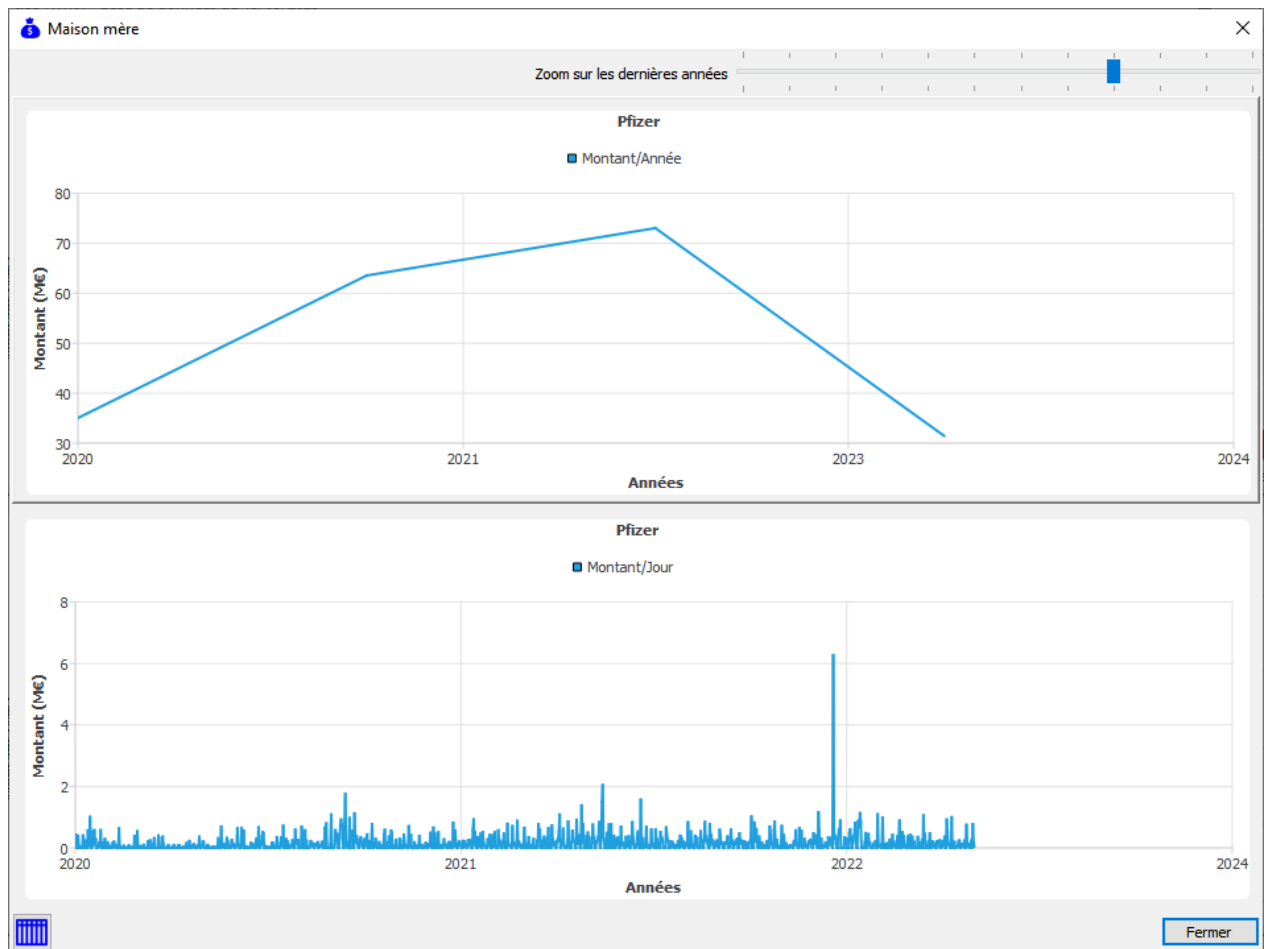 Maison mère
Zoom sur les dernières années
Pfizer
Montant/Année
80
70
60
50
40
30
Montant (M€)
2020 2021 2023 2024
Années
Pfizer
Montant/Jour
8
6
4
2
0
Montant (M€)
2020 2021 2022 2024
Années
Fermer